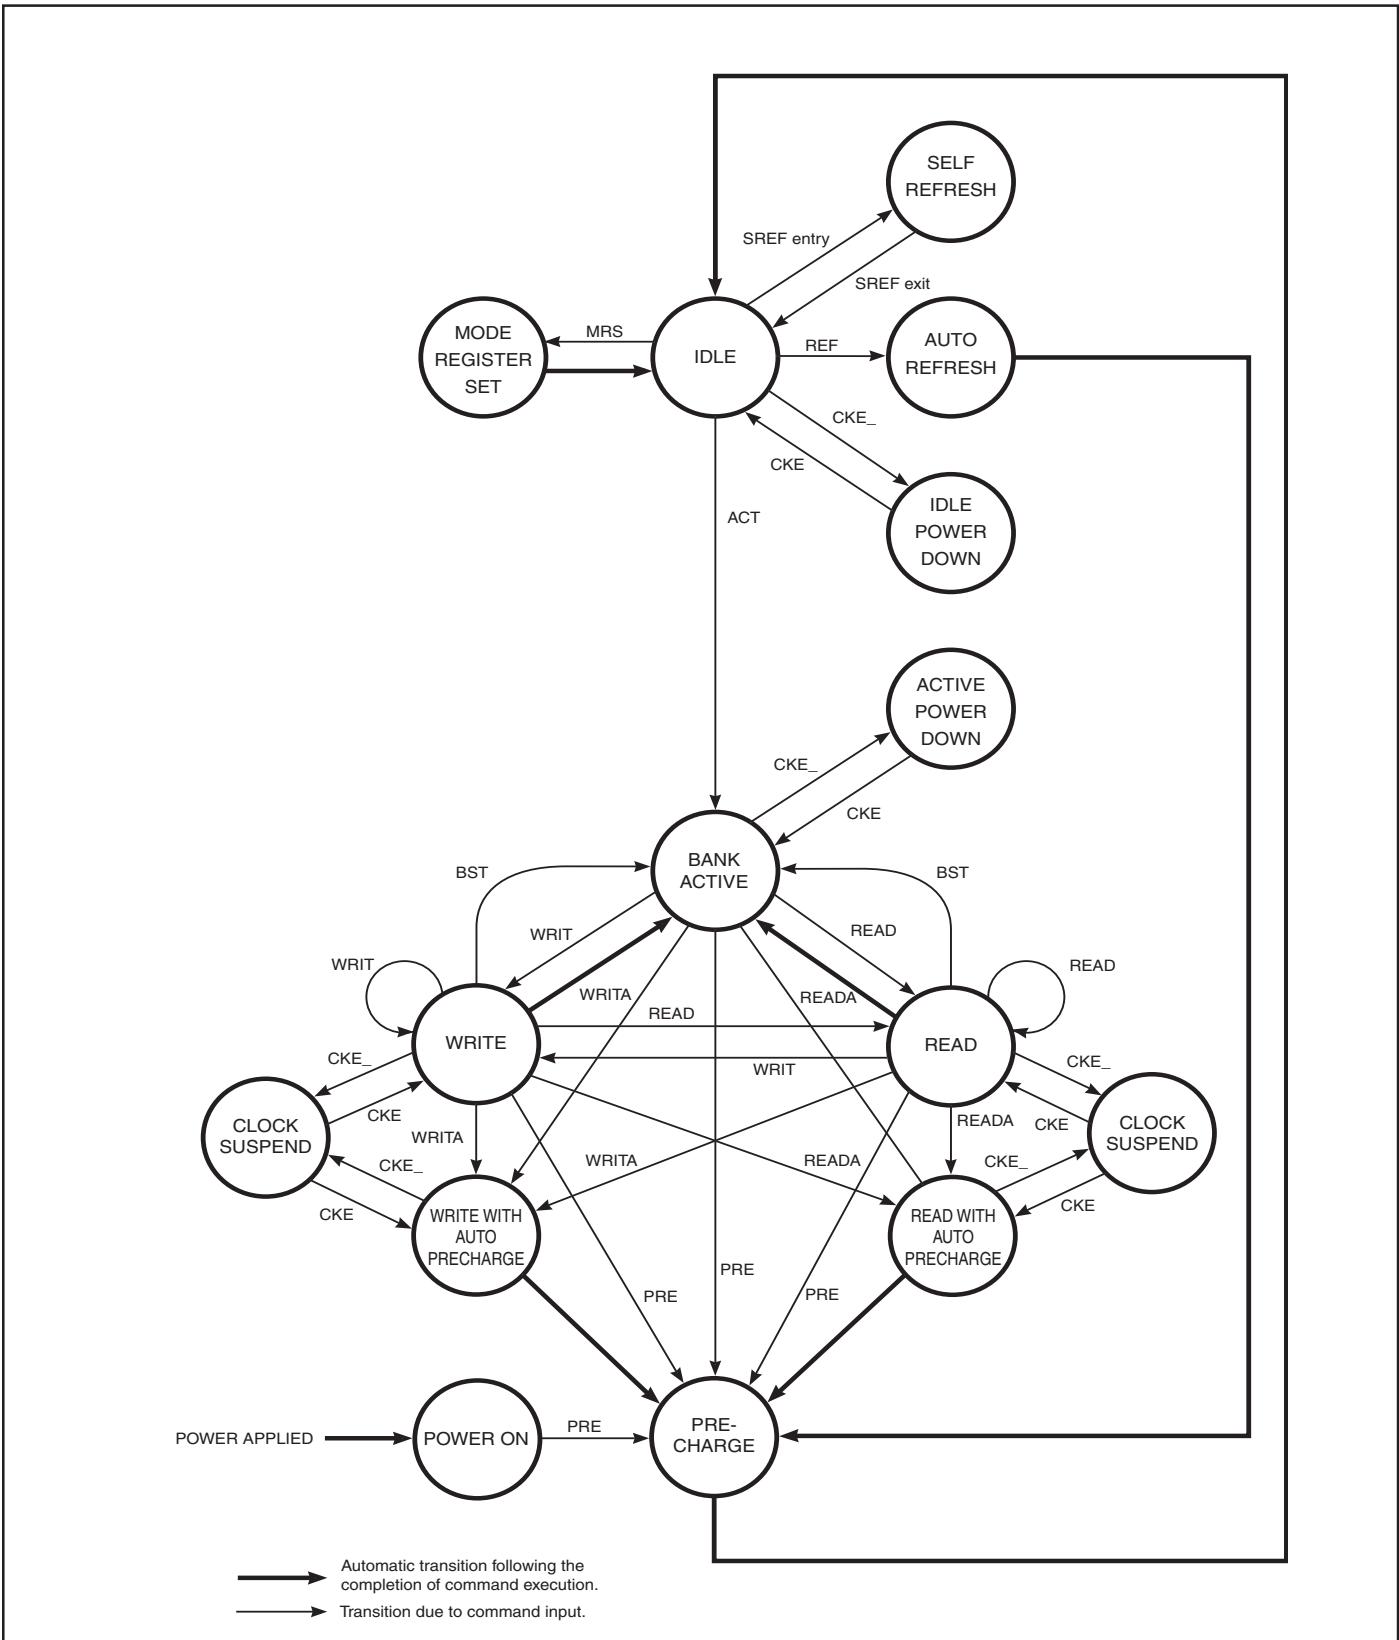 SELF
REFRESH
SREF entry
SREF exit
MODE
REGISTER
SET
MRS
IDLE
REF
AUTO
REFRESH
CKE_
CKE
IDLE
POWER
DOWN
ACT
ACTIVE
POWER
DOWN
CKE_
CKE
BANK
ACTIVE
BST
BST
WRIT
READ
WRIT
READ
WRITA
READA
READ
WRITE
READ
WRIT
CKE_
CKE_
CKE
CKE
CLOCK
SUSPEND
CLOCK
SUSPEND
WRITA
READA
CKE_
WRITA
READA
CKE_
CKE
CKE
WRITE WITH
AUTO
PRECHARGE
READ WITH
AUTO
PRECHARGE
PRE
PRE
PRE
POWER APPLIED
POWER ON
PRE
PRE-
CHARGE
Automatic transition following the
completion of command execution.
Transition due to command input.